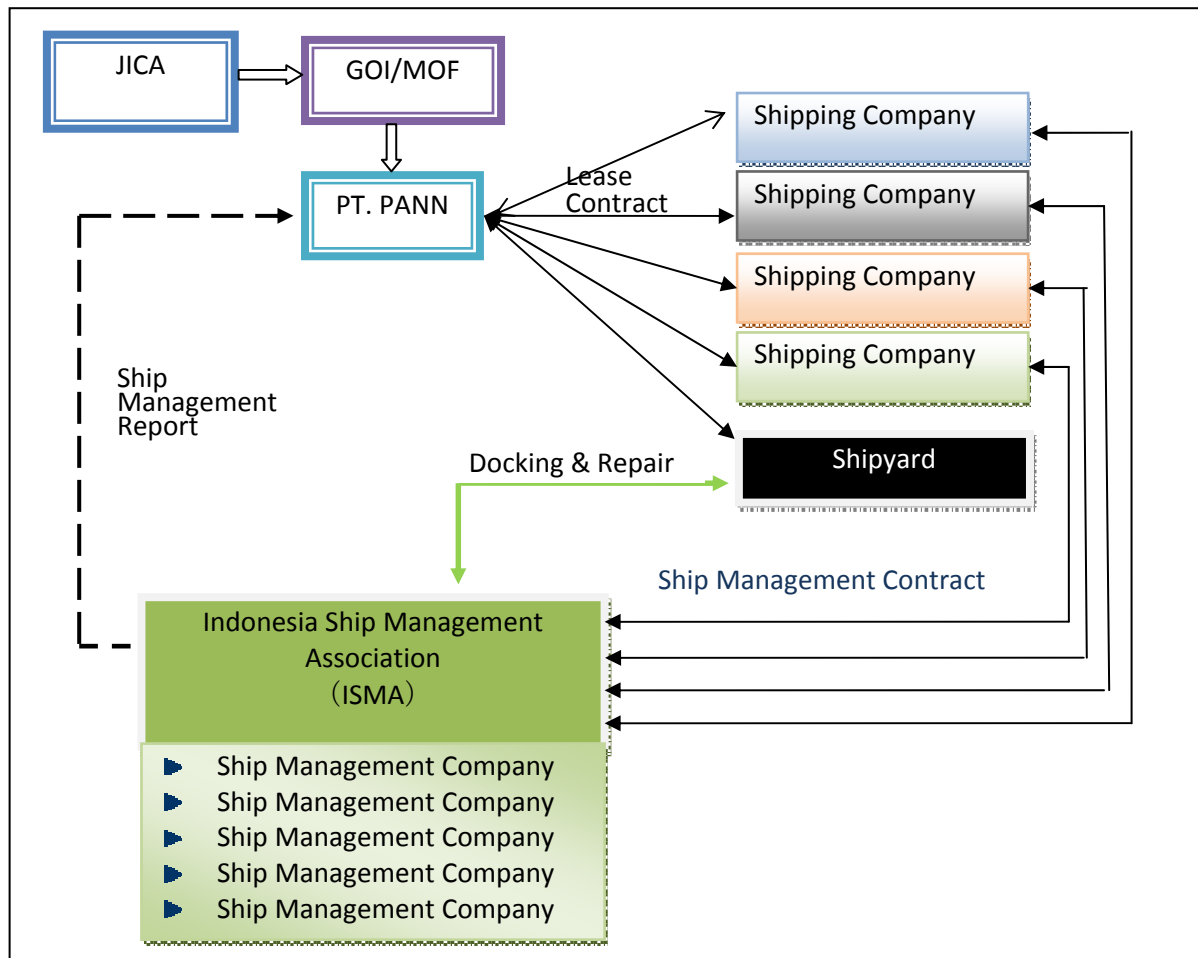 JICA
GOI/MOF
PT. PANN
Lease
Contract
Shipping Company
Shipping Company
Shipping Company
Shipping Company
Shipyard
Ship
Management
Report
Docking & Repair
Ship Management Contract
Indonesia Ship Management
Association
（ISMA）
Ship Management Company
Ship Management Company
Ship Management Company
Ship Management Company
Ship Management Company